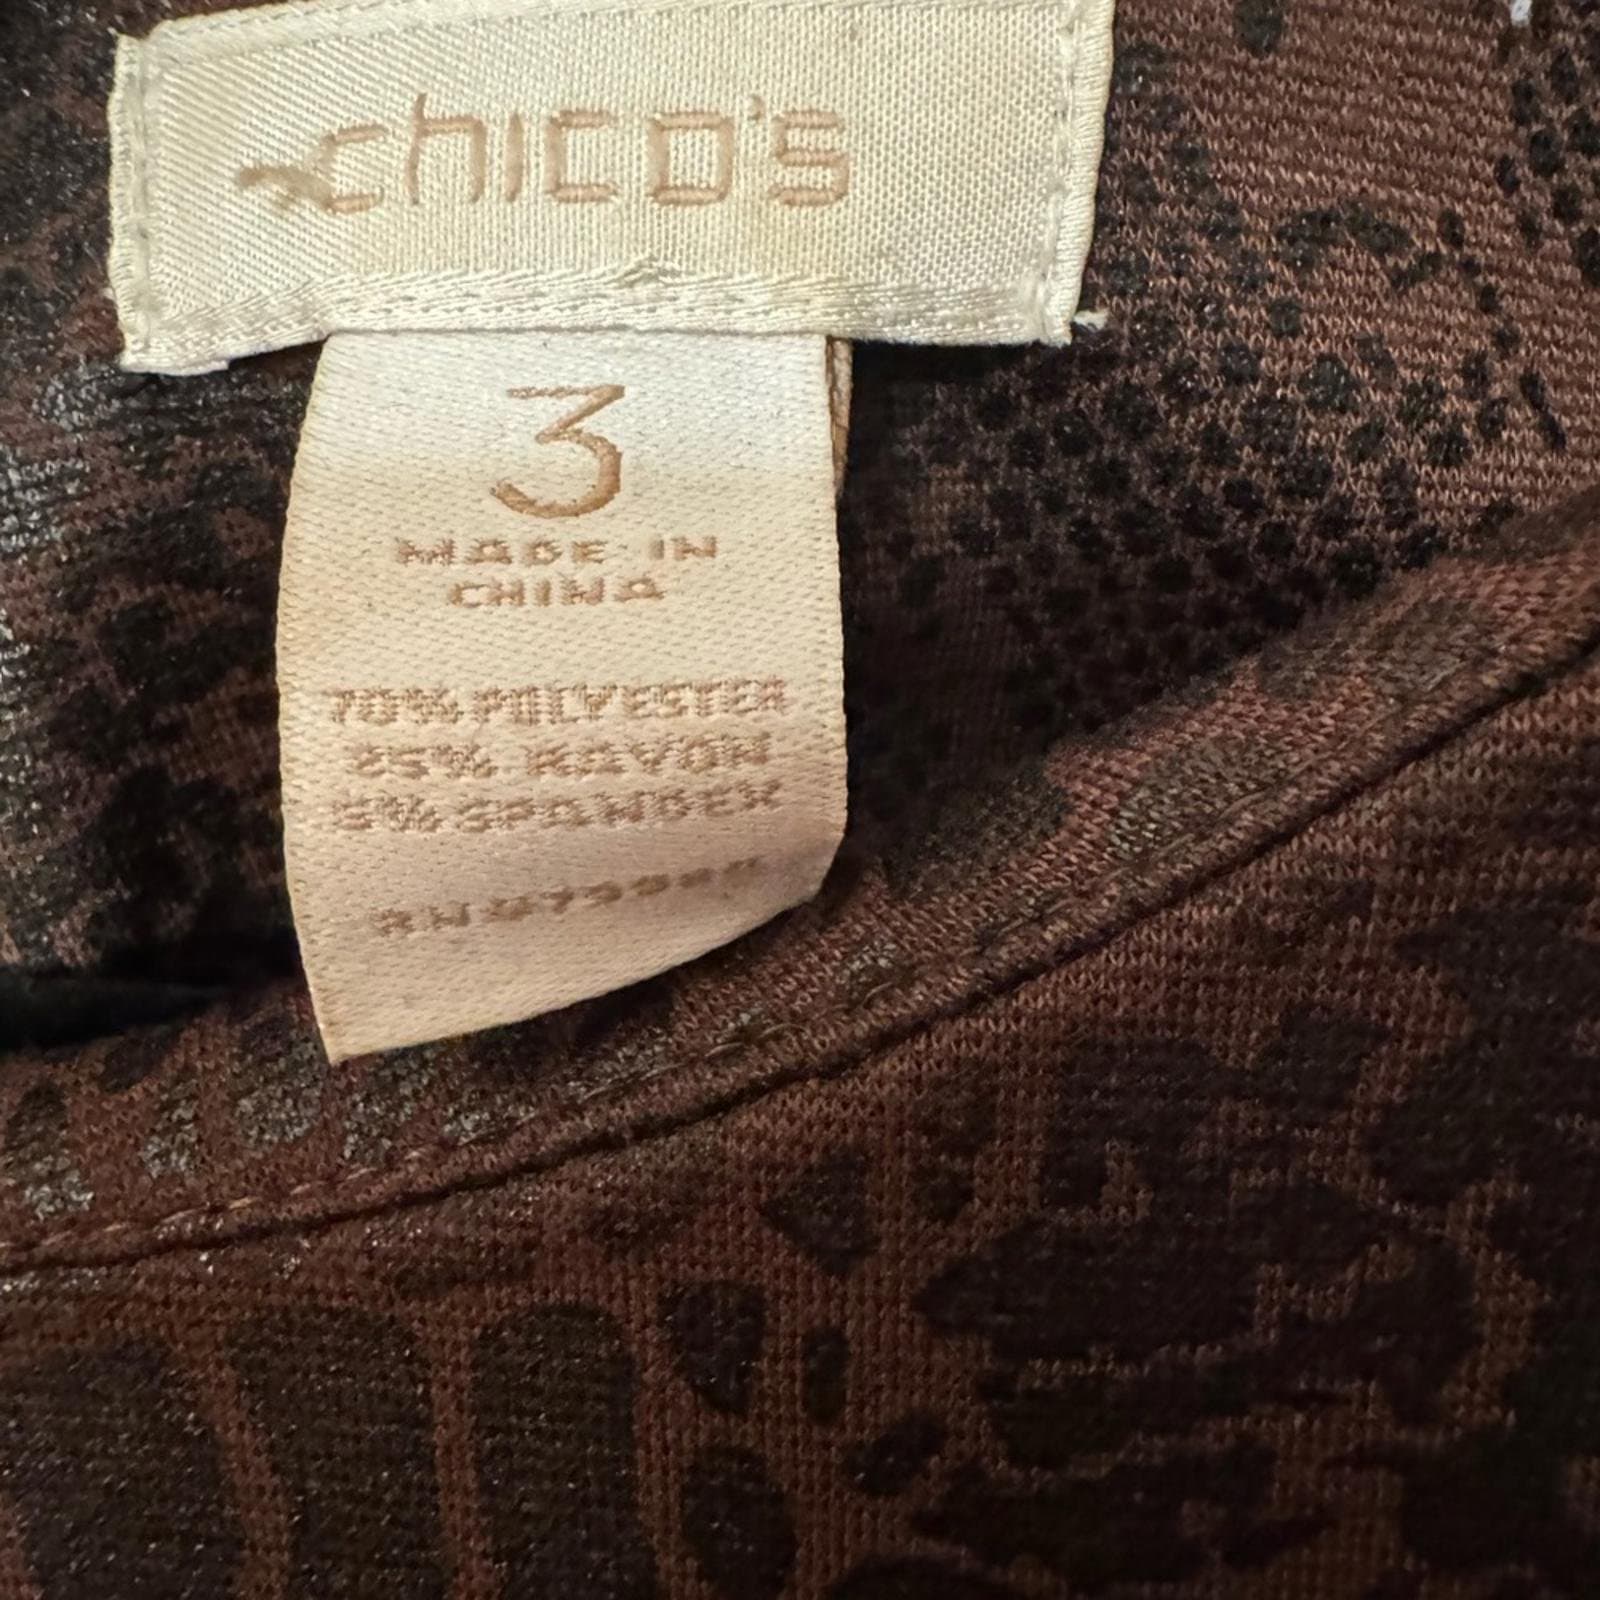 chico's
3
MADE IN
CHINA
70% POLYESTER
25% RAYON
5% SPANDEX